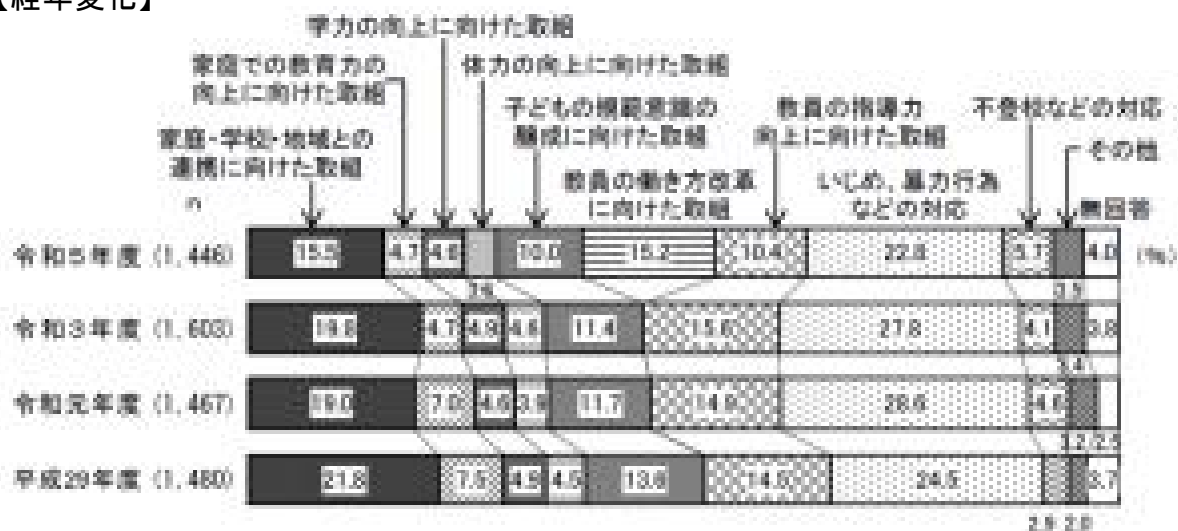 【経年変化】
学力の向上に向けた取組
家庭での教育力の
向上に向けた取組
体力の向上に向けた取組
子どもの規範意識の
醸成に向けた取組
教員の指導力
向上に向けた取組
不登校などの対応
その他
家庭・学校・地域との
連携に向けた取組
教員の働き方改革
に向けた取組
いじめ、暴力行為
などの対応
無回答
n
令和5年度 (1,446) 15.5 4.7 4.6 10.0 15.2 10.4 22.8 5.7 4.0 (%)
3.6 3.5
令和3年度 (1,603) 19.8 4.7 4.9 4.6 11.4 15.6 27.8 4.1 3.8
3.4
令和元年度 (1,467) 19.0 7.0 4.6 3.9 11.7 14.8 28.6 4.6
3.2 2.5
平成29年度 (1,480) 21.8 7.5 4.8 4.5 13.6 14.5 24.5 3.7
2.9 2.0